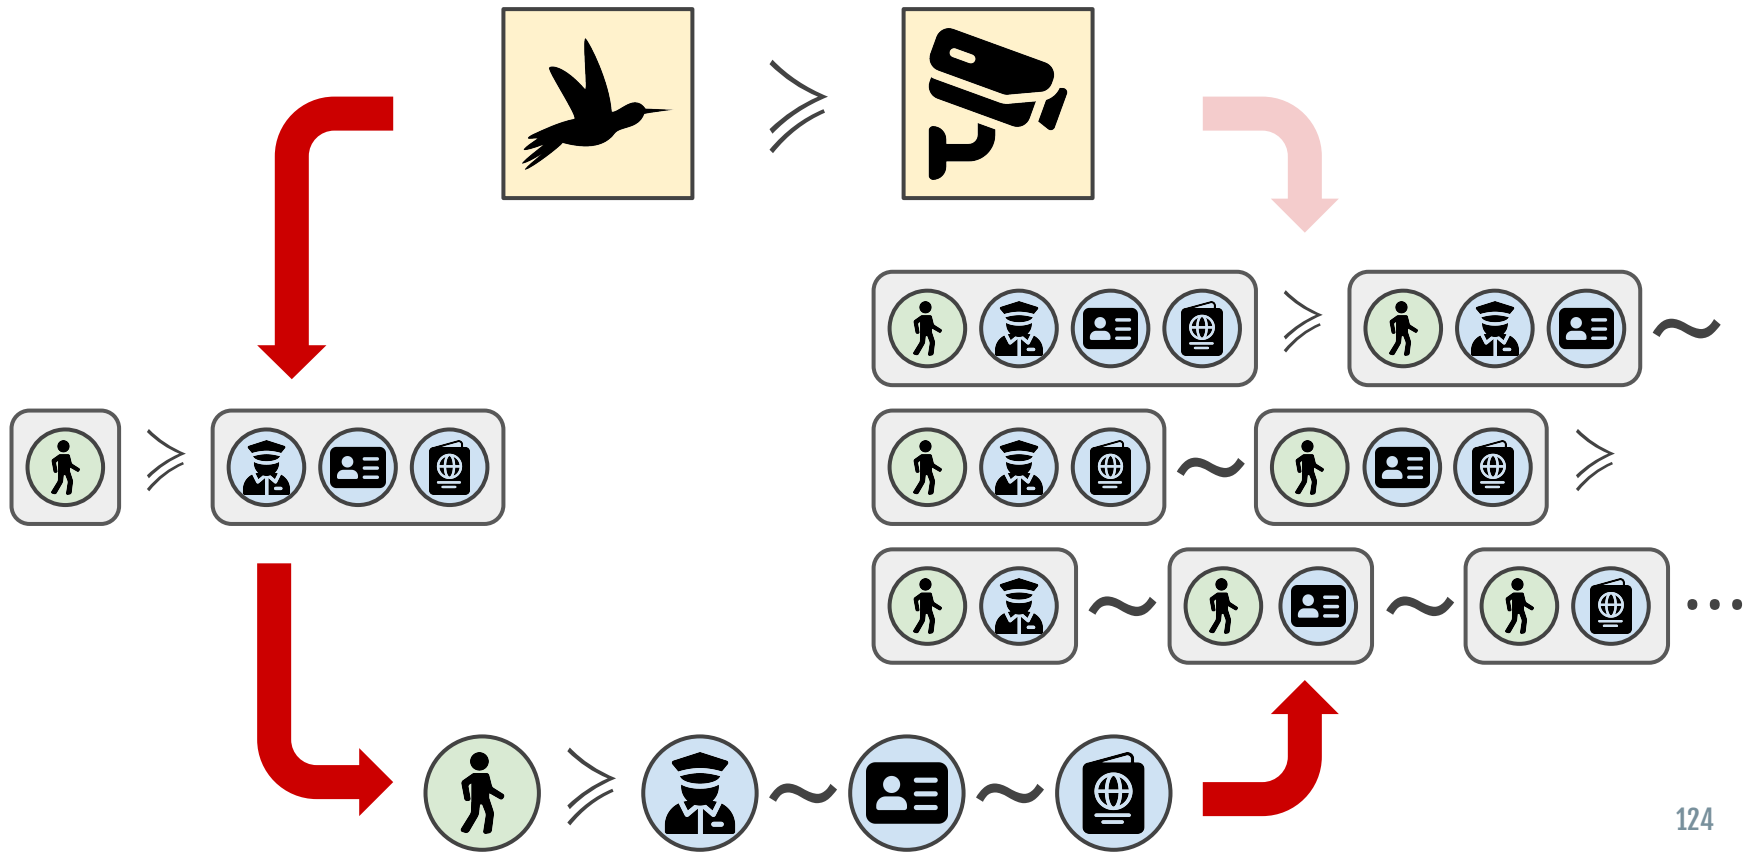 ≽
≽ ∼
≽ ∼ ≽
∼ ∼ ...
≽ ∼ ∼
124